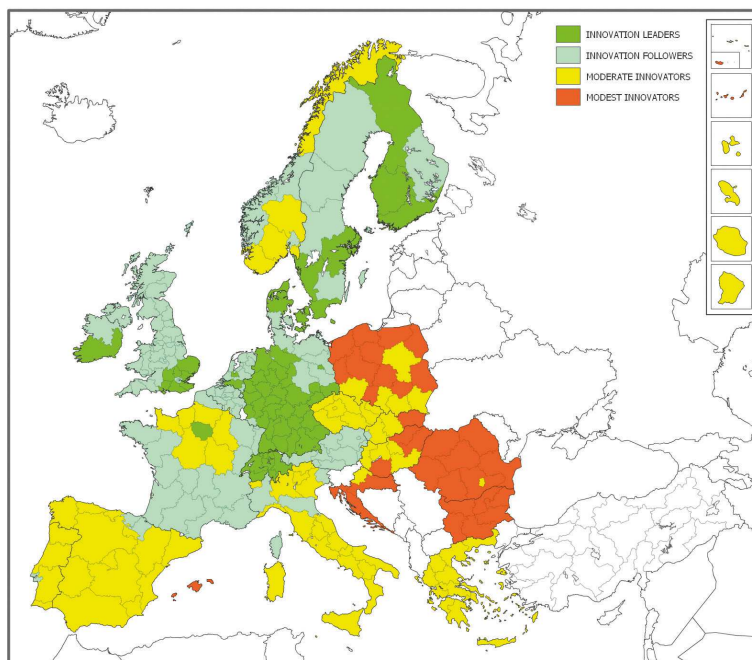 INNOVATION LEADERS
INNOVATION FOLLOWERS
MODERATE INNOVATORS
MODEST INNOVATORS